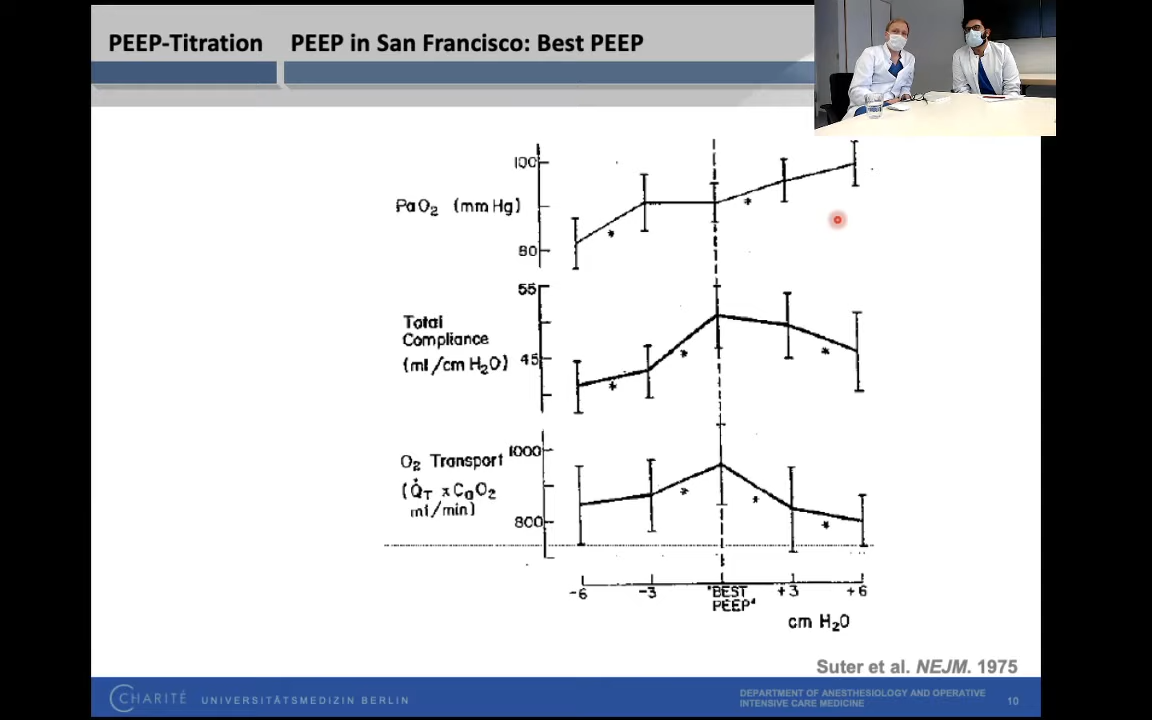 PEEP-Titration PEEP in San Francisco: Best PEEP
100
PaO₂ (mm Hg)
80
55
Total
Compliance
(ml/cm H₂O) 45
O₂ Transport 1000
(Q̇T x CaO₂
ml/min)
800
-6 -3 "BEST PEEP" +3 +6
cm H₂O
Suter et al. NEJM. 1975
CHARITÉ UNIVERSITÄTSMEDIZIN BERLIN
DEPARTMENT OF ANESTHESIOLOGY AND OPERATIVE
INTENSIVE CARE MEDICINE
10